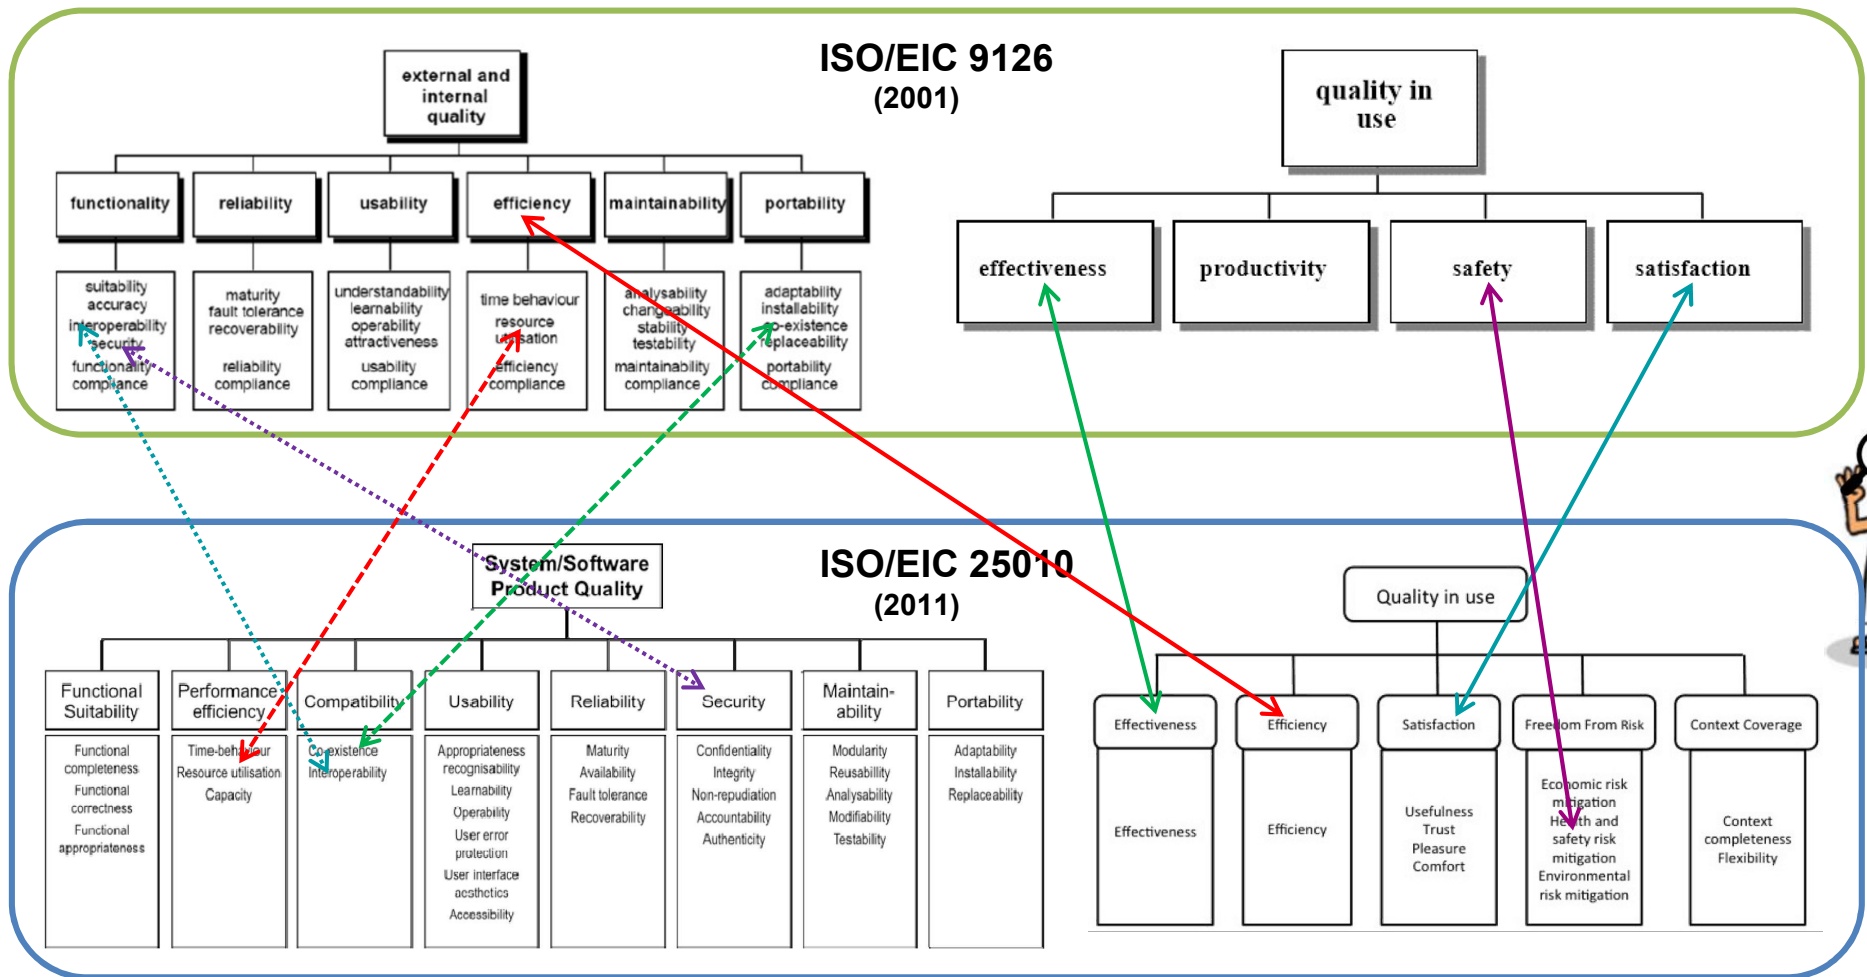 ISO/EIC 9126
(2001)
external and
internal
quality
functionality
reliability
usability
efficiency
maintainability
portability
suitability
accuracy
interoperability
security
functionality
compliance
maturity
fault tolerance
recoverability
reliability
compliance
understandability
learnability
operability
attractiveness
usability
compliance
time behaviour
resource
utilisation
efficiency
compliance
analysability
changeability
stability
testability
maintainability
compliance
adaptability
installability
co-existence
replaceability
portability
compliance
quality in
use
effectiveness
productivity
safety
satisfaction
ISO/EIC 25010
(2011)
System/Software
Product Quality
Functional
Suitability
Performance
efficiency
Compatibility
Usability
Reliability
Security
Maintain-
ability
Portability
Functional
completeness
Functional
correctness
Functional
appropriateness
Time-behaviour
Resource utilisation
Capacity
Co-existence
Interoperability
Appropriateness
recognisability
Learnability
Operability
User error
protection
User interface
aesthetics
Accessibility
Maturity
Availability
Fault tolerance
Recoverability
Confidentiality
Integrity
Non-repudiation
Accountability
Authenticity
Modularity
Reusabillity
Analysability
Modifiability
Testability
Adaptability
Installability
Replaceability
Quality in use
Effectiveness
Efficiency
Satisfaction
Freedom From Risk
Context Coverage
Effectiveness
Efficiency
Usefulness
Trust
Pleasure
Comfort
Economic risk
mitigation
Health and
safety risk
mitigation
Environmental
risk mitigation
Context
completeness
Flexibility